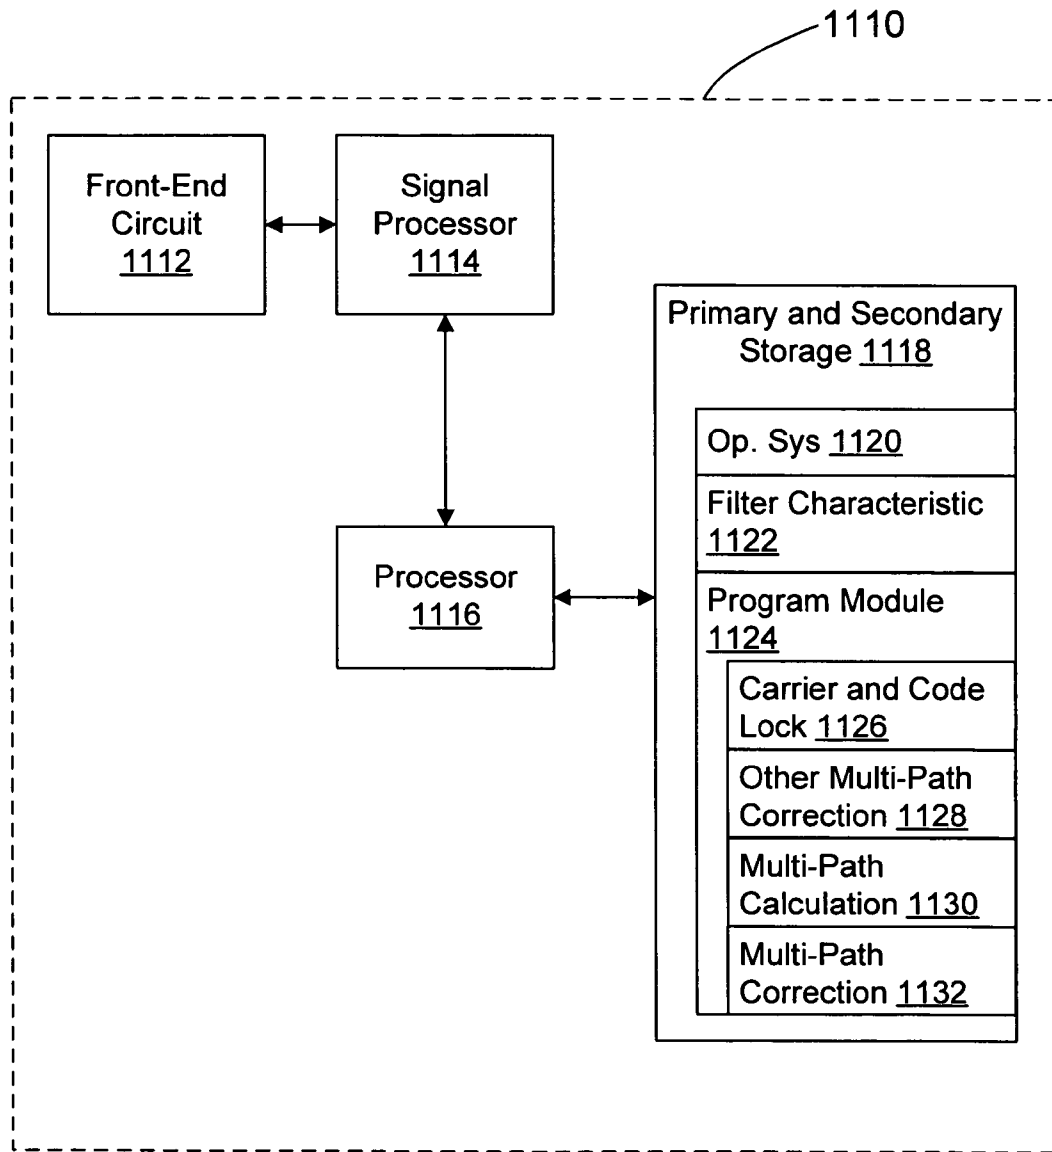 1110
Front-End
Circuit
1112
Signal
Processor
1114
Primary and Secondary
Storage 1118
Op. Sys 1120
Filter Characteristic
1122
Processor
1116
Program Module
1124
Carrier and Code
Lock 1126
Other Multi-Path
Correction 1128
Multi-Path
Calculation 1130
Multi-Path
Correction 1132